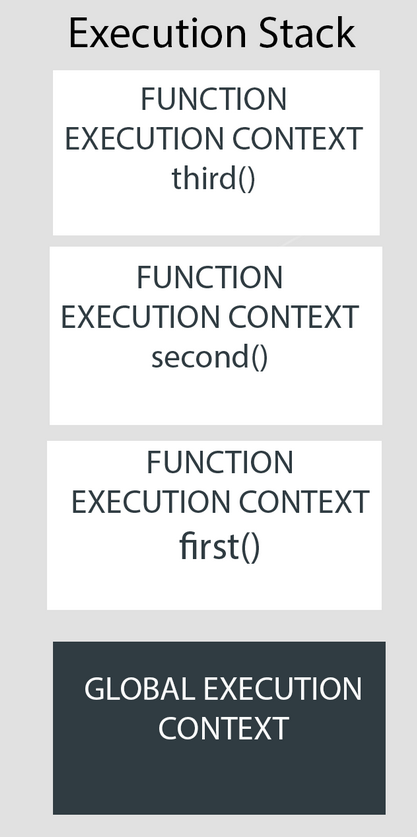 Execution Stack
FUNCTION
EXECUTION CONTEXT
third()
FUNCTION
EXECUTION CONTEXT
second()
FUNCTION
EXECUTION CONTEXT
first()
GLOBAL EXECUTION
CONTEXT